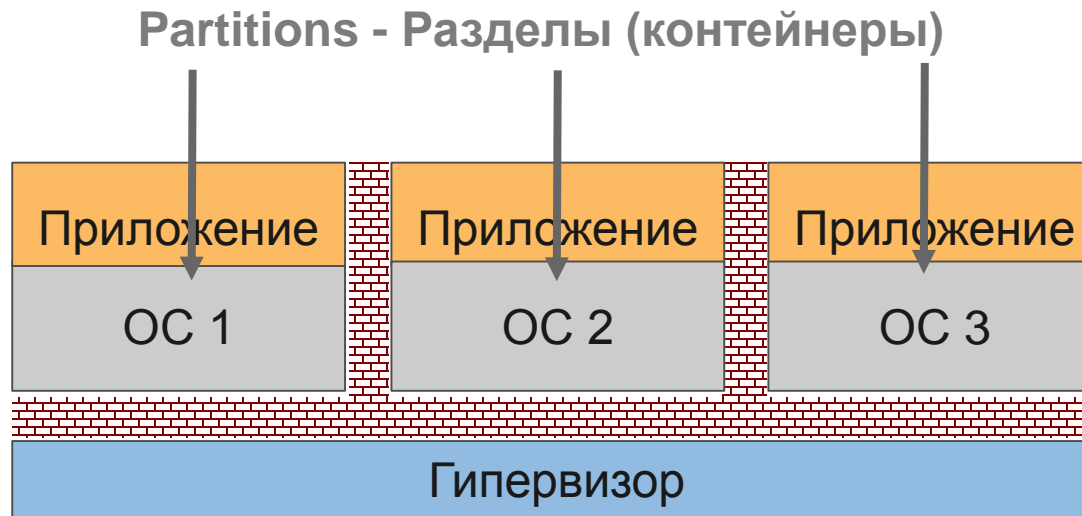 Partitions - Разделы (контейнеры)
Приложение Приложение Приложение
ОС 1 ОС 2 ОС 3
Гипервизор